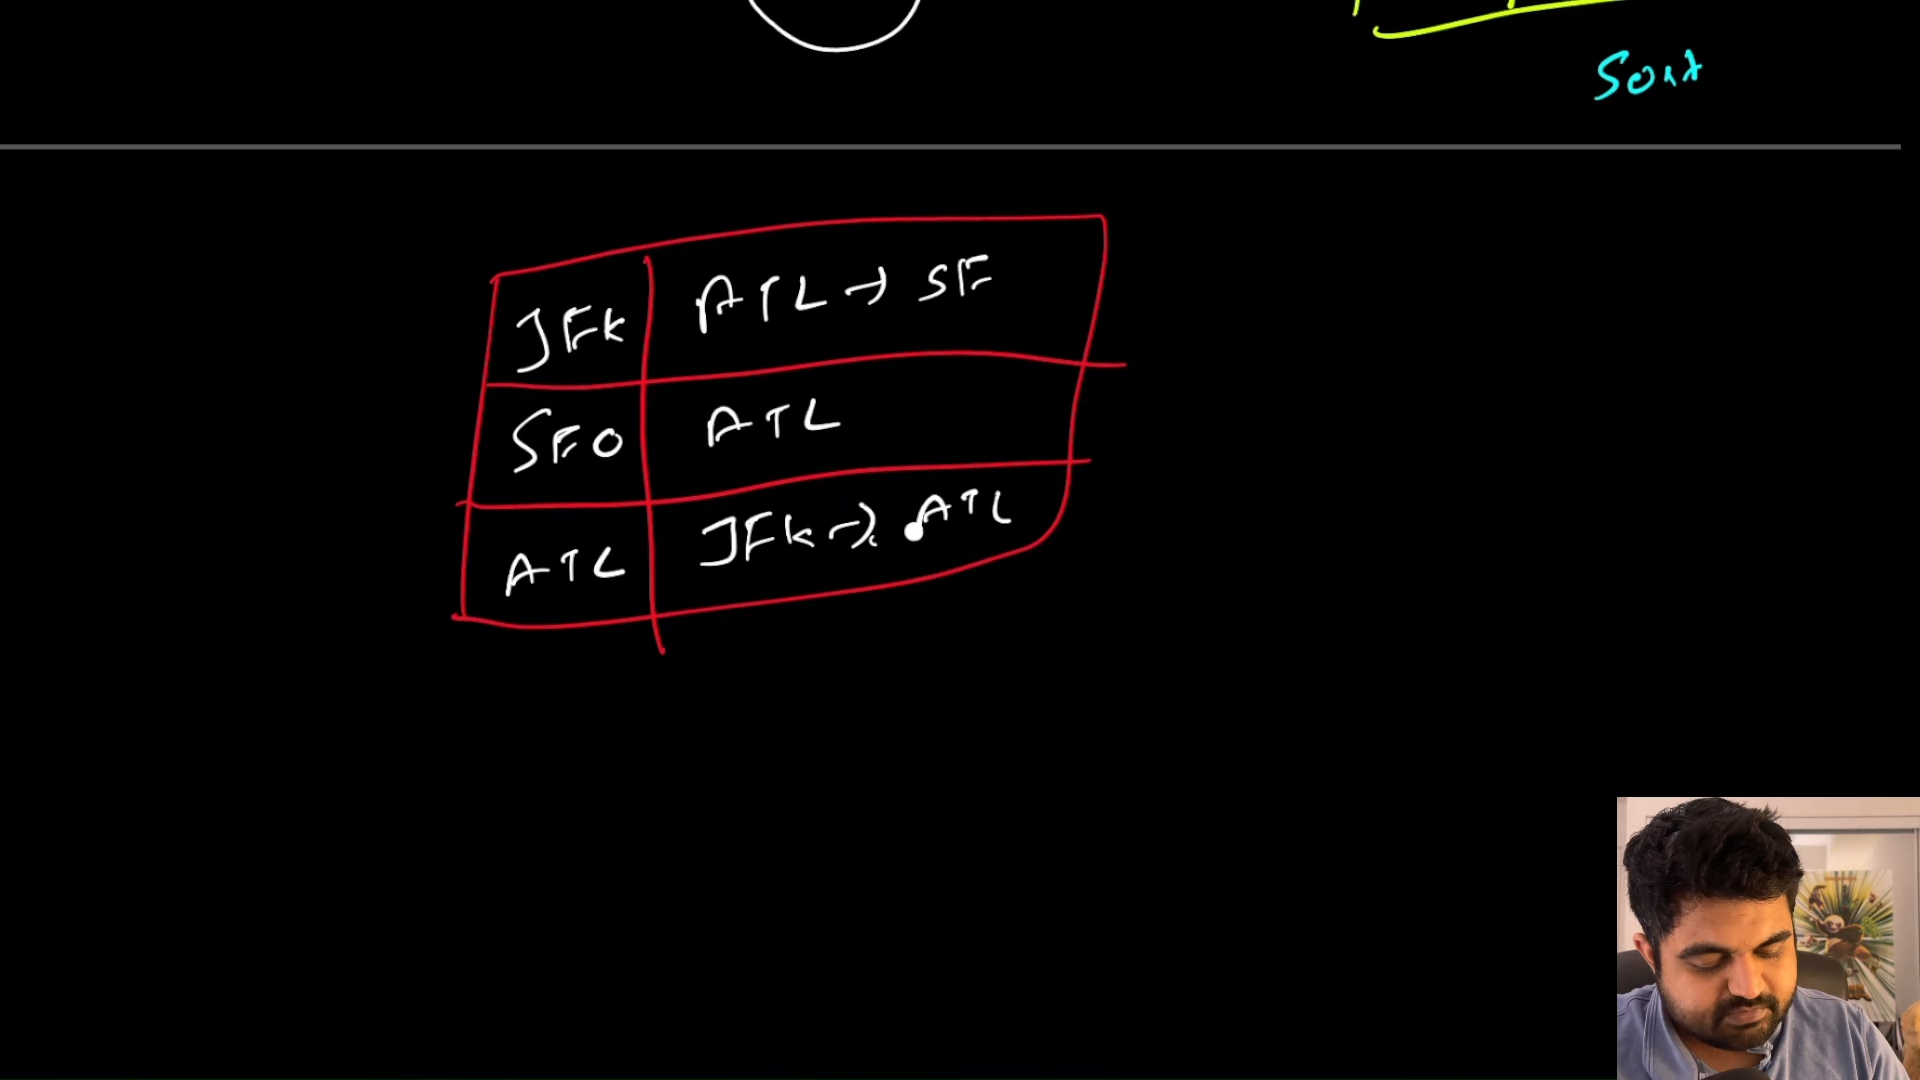 Sort
JFK ATL → SF
SFO ATL
ATL JFK → ATL